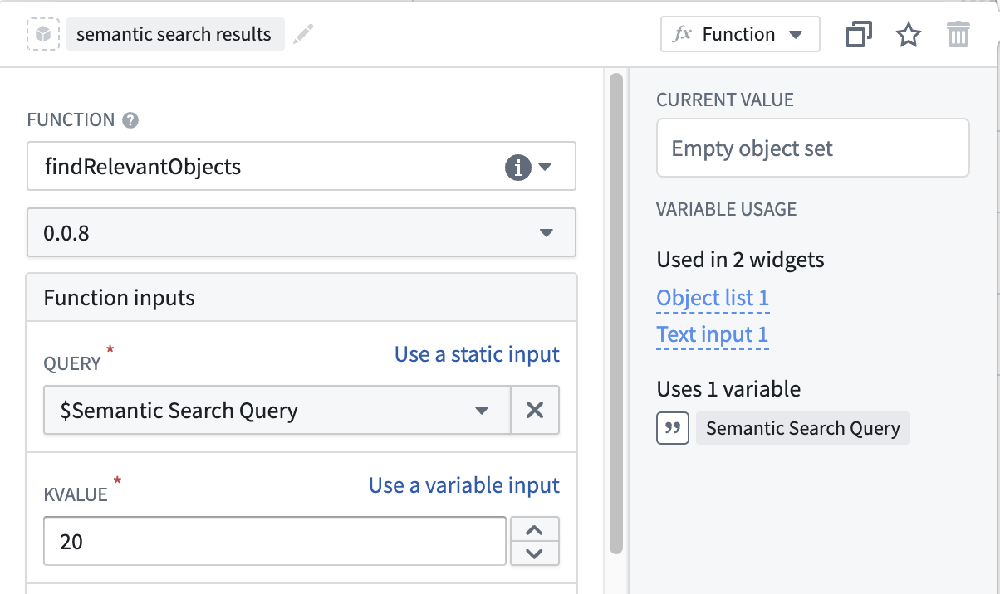 semantic search results
fx Function
FUNCTION ?
findRelevantObjects
0.0.8
Function inputs
QUERY *
Use a static input
$Semantic Search Query
KVALUE *
Use a variable input
20
CURRENT VALUE
Empty object set
VARIABLE USAGE
Used in 2 widgets
Object list 1
Text input 1
Uses 1 variable
Semantic Search Query